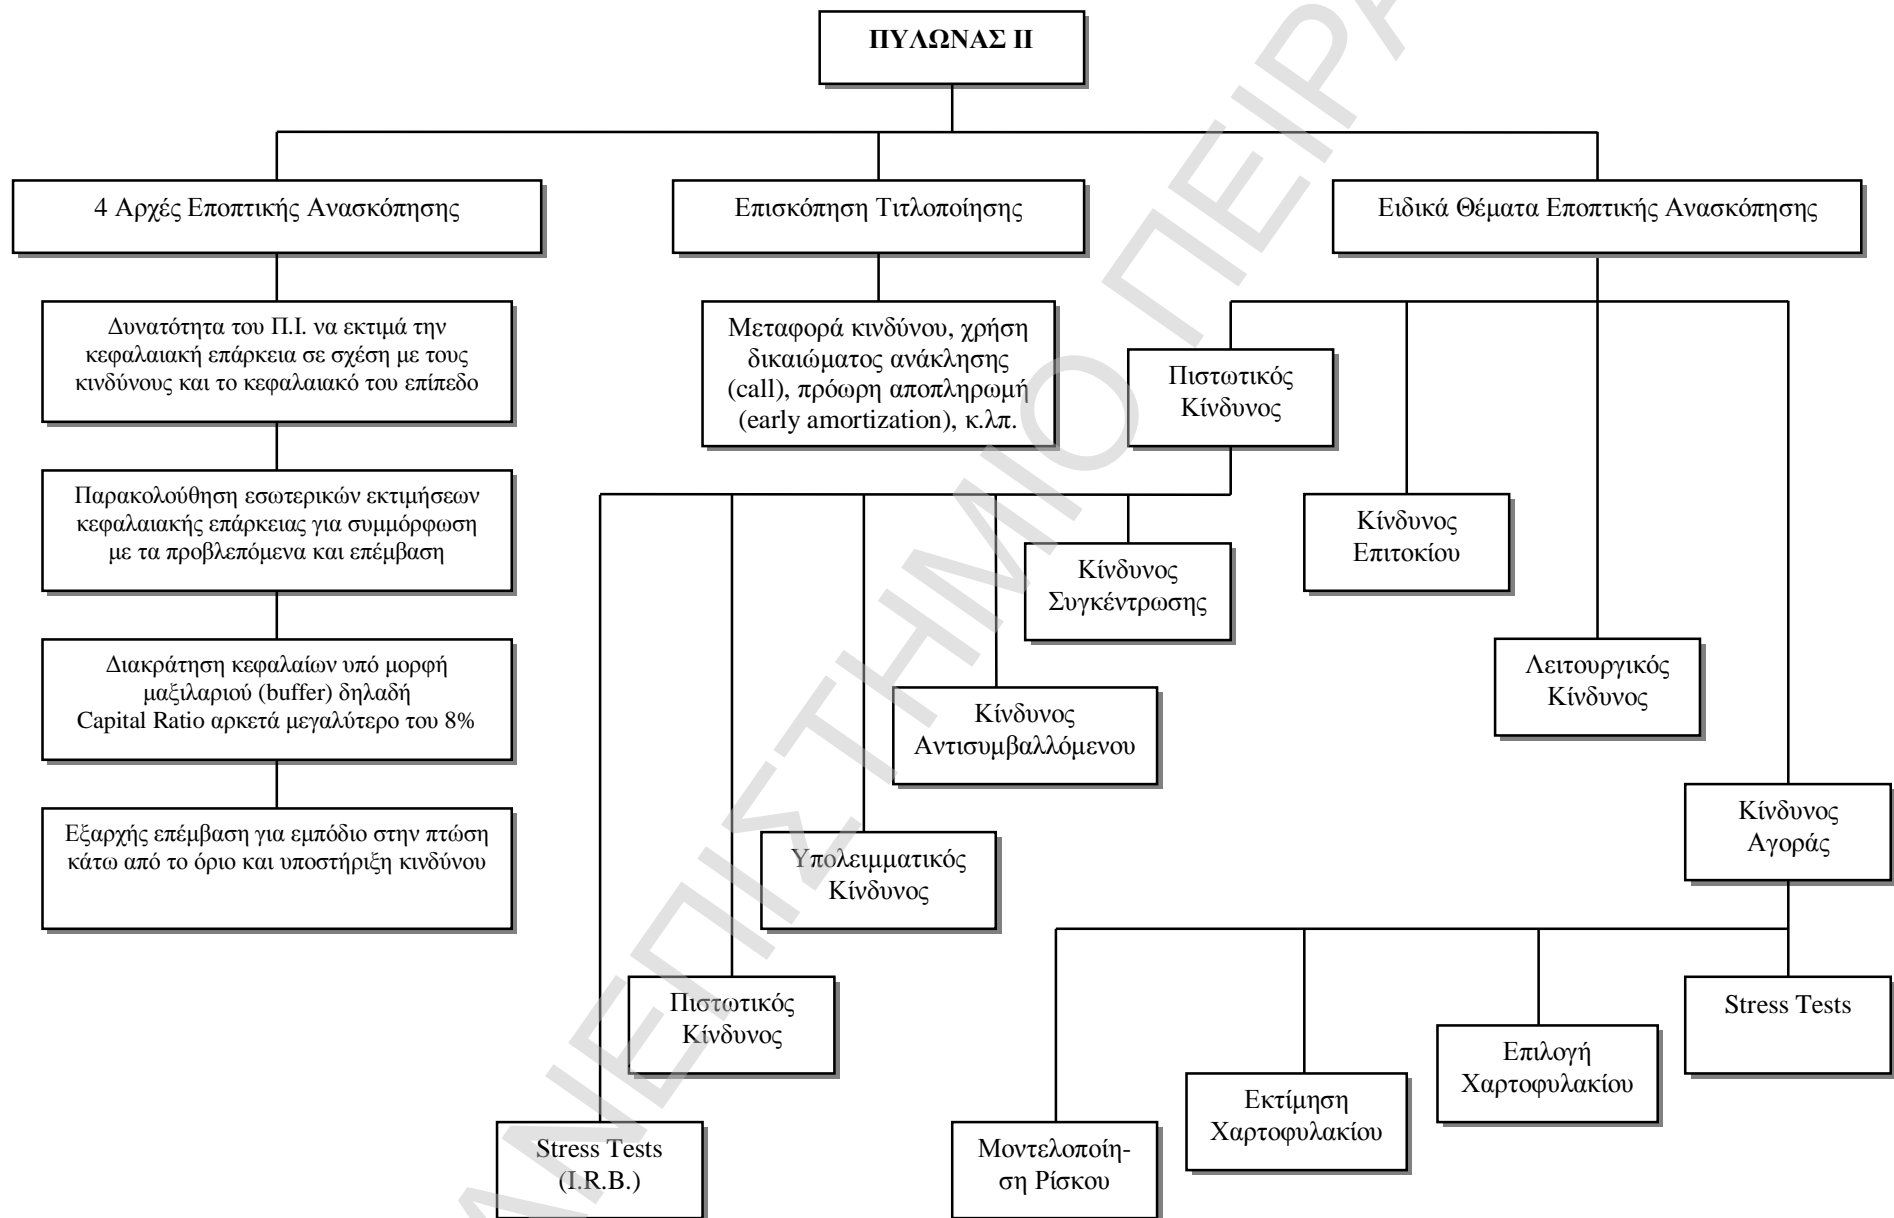 ΠΥΛΩΝΑΣ ΙΙ
4 Αρχές Εποπτικής Ανασκόπησης
Επισκόπηση Τιτλοποίησης
Ειδικά Θέματα Εποπτικής Ανασκόπησης
Δυνατότητα του Π.Ι. να εκτιμά την
κεφαλαιακή επάρκεια σε σχέση με τους
κινδύνους και το κεφαλαιακό του επίπεδο
Παρακολούθηση εσωτερικών εκτιμήσεων
κεφαλαιακής επάρκειας για συμμόρφωση
με τα προβλεπόμενα και επέμβαση
Διακράτηση κεφαλαίων υπό μορφή
μαξιλαριού (buffer) δηλαδή
Capital Ratio αρκετά μεγαλύτερο του 8%
Εξαρχής επέμβαση για εμπόδιο στην πτώση
κάτω από το όριο και υποστήριξη κινδύνου
Μεταφορά κινδύνου, χρήση
δικαιώματος ανάκλησης
(call), πρόωρη αποπληρωμή
(early amortization), κ.λπ.
Πιστωτικός
Κίνδυνος
Κίνδυνος
Επιτοκίου
Λειτουργικός
Κίνδυνος
Κίνδυνος
Αγοράς
Κίνδυνος
Συγκέντρωσης
Κίνδυνος
Αντισυμβαλλόμενου
Υπολειμματικός
Κίνδυνος
Πιστωτικός
Κίνδυνος
Stress Tests
(I.R.B.)
Stress Tests
Επιλογή
Χαρτοφυλακίου
Εκτίμηση
Χαρτοφυλακίου
Μοντελοποίη-
ση Ρίσκου
ΑΝΕΠΙΣΤΗΜΙΟ ΠΕΙΡΑ